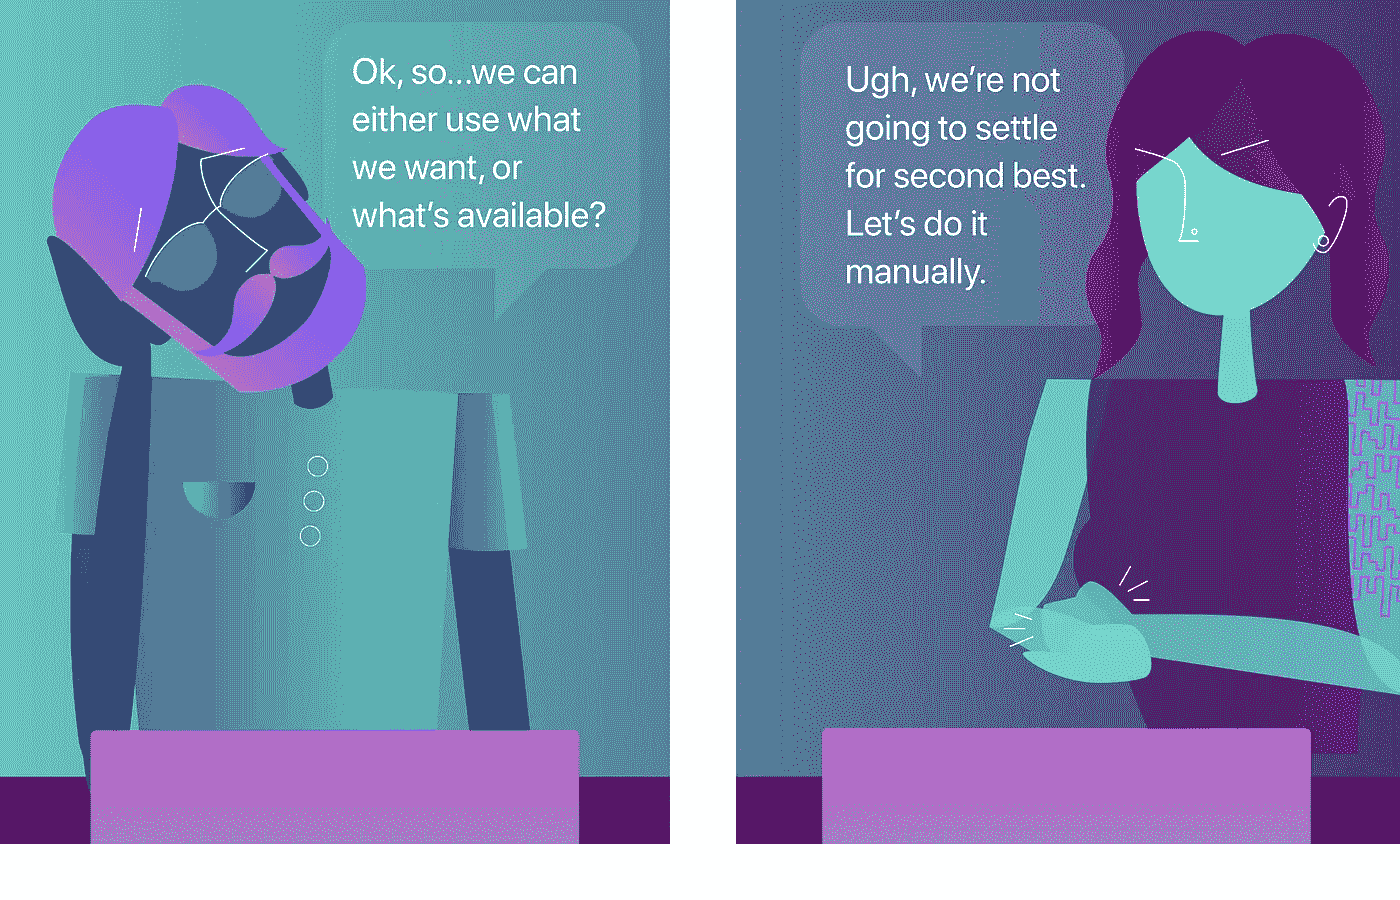 Ok, so...we can
either use what
we want, or
what's available?
Ugh, we're not
going to settle
for second best.
Let's do it
manually.